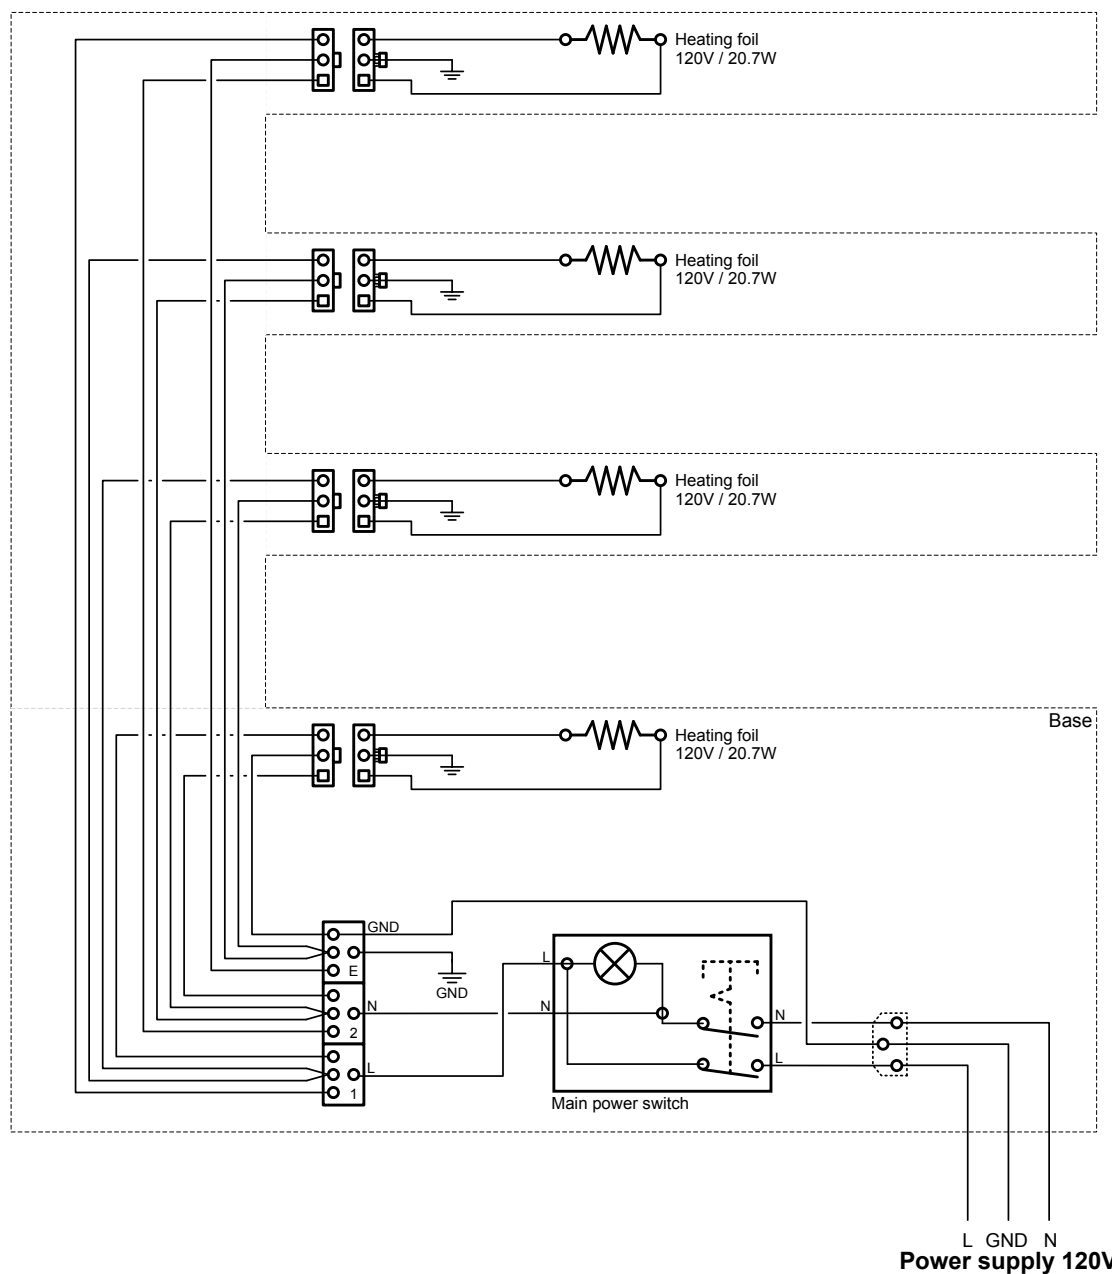 Heating foil
120V / 20.7W
Heating foil
120V / 20.7W
Heating foil
120V / 20.7W
Base
Heating foil
120V / 20.7W
GND
E
GND
L
N
N
N
2
L
L
1
Main power switch
L GND N
Power supply 120V